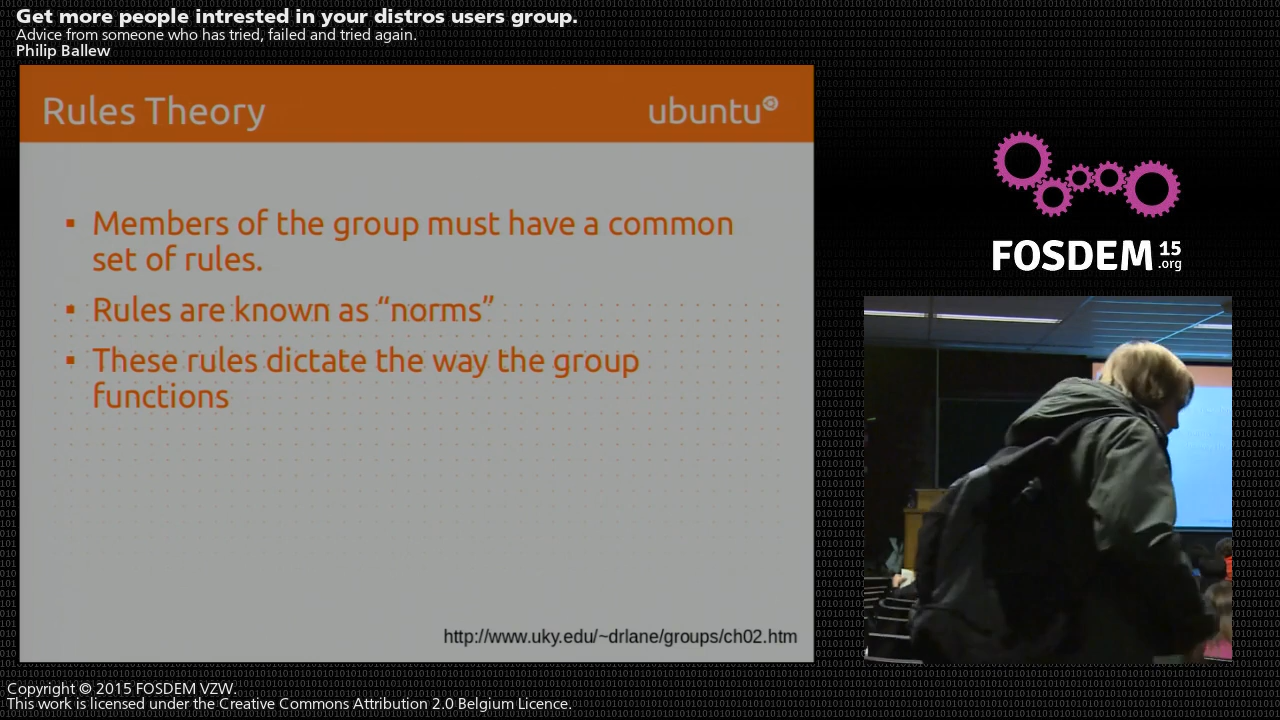 Get more people intrested in your distros users group.
Advice from someone who has tried, failed and tried again.
Philip Ballew
Rules Theory
ubuntu
Members of the group must have a common
set of rules.
Rules are known as “norms”
These rules dictate the way the group
functions
http://www.uky.edu/~drlane/groups/ch02.htm
FOSDEM 15
.org
Copyright © 2015 FOSDEM VZW.
This work is licensed under the Creative Commons Attribution 2.0 Belgium Licence.